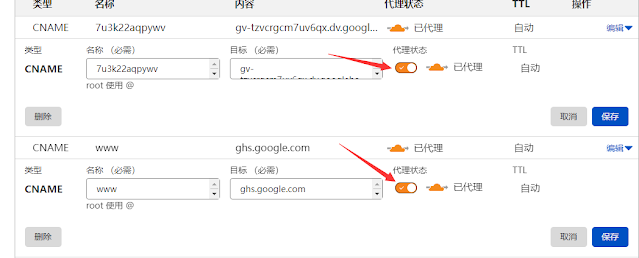 类型 名称 内容 代理状态 TTL 操作
CNAME 7u3k22aqpywv gv-tzvcrgcm7uv6qx.dv.googl... 已代理 自动 编辑
类型 名称 （必需） 目标 （必需） 代理状态 TTL
CNAME 7u3k22aqpywv gv- 已代理 自动
root 使用 @
删除 取消 保存
CNAME www ghs.google.com 已代理 自动 编辑
类型 名称 （必需） 目标 （必需） 代理状态 TTL
CNAME www ghs.google.com 已代理 自动
root 使用 @
删除 取消 保存